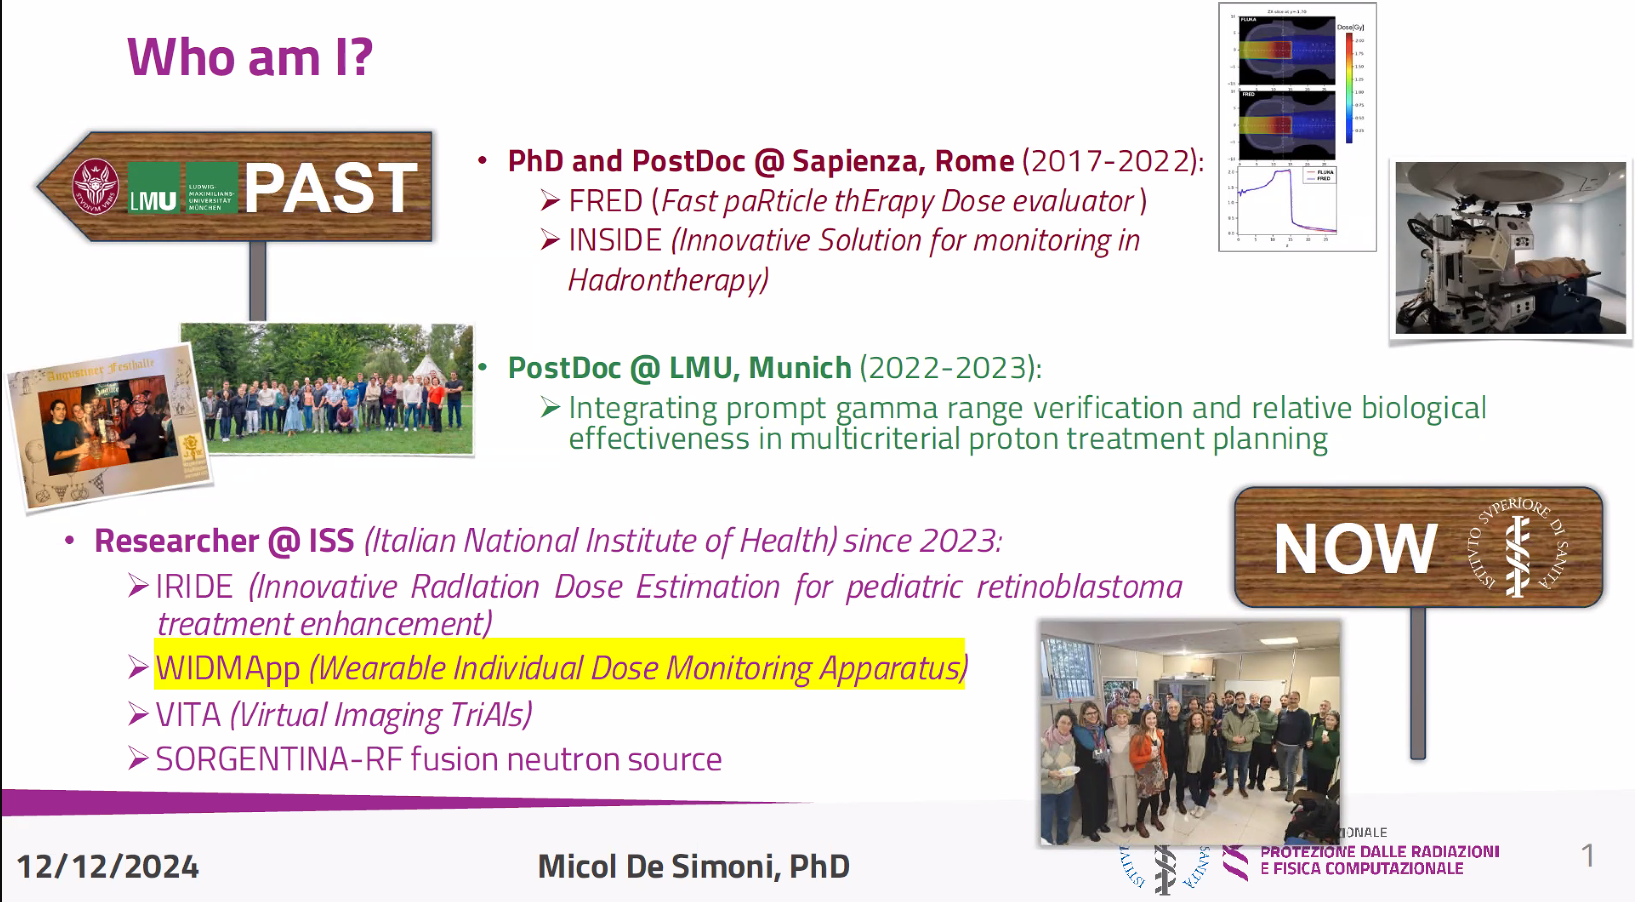 Who am I?
LMU
LUDWIG-
MAXIMILIANS-
UNIVERSITÄT
MÜNCHEN
PAST
• PhD and PostDoc @ Sapienza, Rome (2017-2022):
➢ FRED (Fast paRticle thErapy Dose evaluator )
➢ INSIDE (Innovative Solution for monitoring in
Hadrontherapy)
FLUKA
Dose[Gy]
FRED
FLUKA
FRED
• PostDoc @ LMU, Munich (2022-2023):
➢ Integrating prompt gamma range verification and relative biological
effectiveness in multicriterial proton treatment planning
Augustiner Festhalle
NOW
ISTITVTO SVPERIORE DI SANITÀ
• Researcher @ ISS (Italian National Institute of Health) since 2023:
➢ IRIDE (Innovative RadIation Dose Estimation for pediatric retinoblastoma
treatment enhancement)
➢ WIDMApp (Wearable Individual Dose Monitoring Apparatus)
➢ VITA (Virtual Imaging TriAls)
➢ SORGENTINA-RF fusion neutron source
12/12/2024
Micol De Simoni, PhD
IONALE
PROTEZIONE DALLE RADIAZIONI
E FISICA COMPUTAZIONALE
1